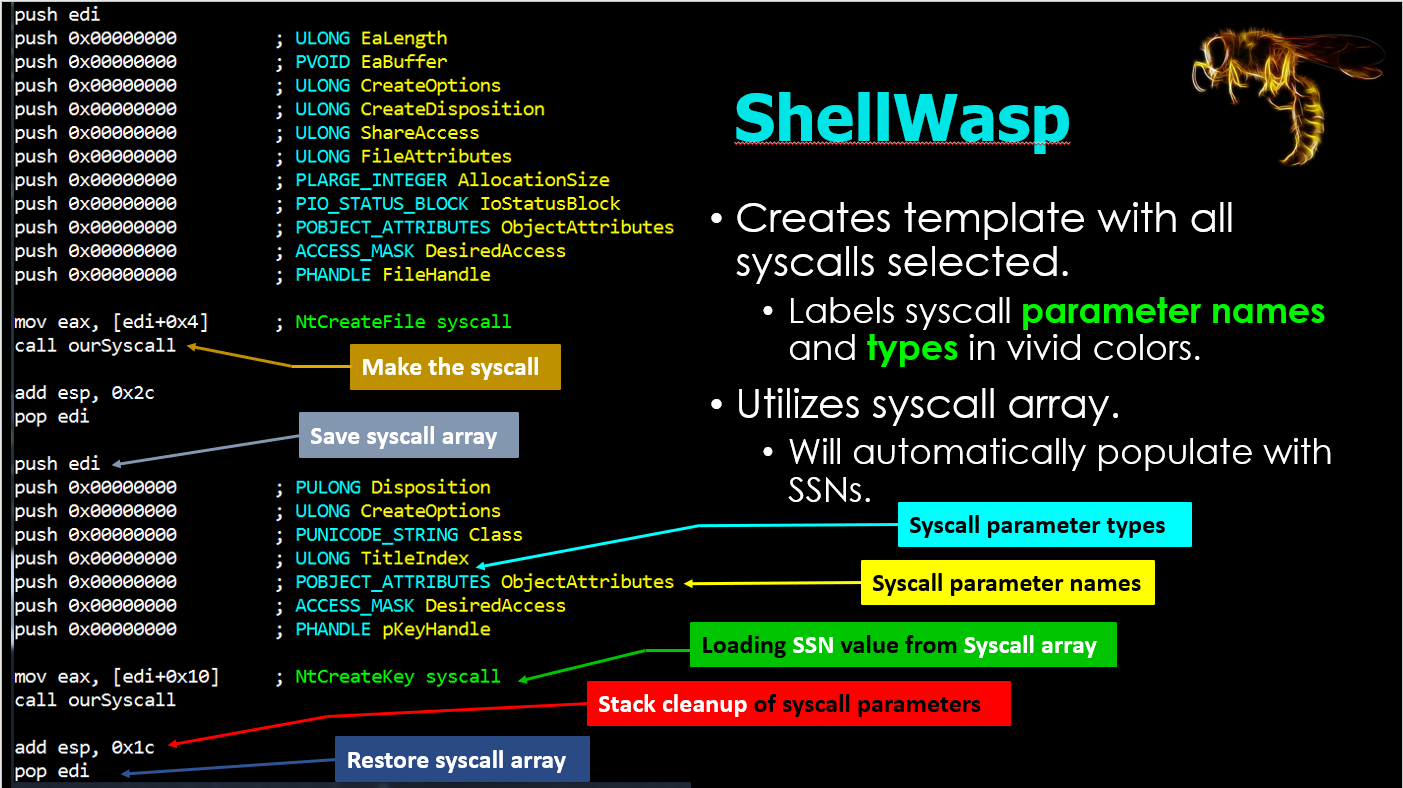 push edi
push 0x00000000 ; ULONG EaLength
push 0x00000000 ; PVOID EaBuffer
push 0x00000000 ; ULONG CreateOptions
push 0x00000000 ; ULONG CreateDisposition
push 0x00000000 ; ULONG ShareAccess
push 0x00000000 ; ULONG FileAttributes
push 0x00000000 ; PLARGE_INTEGER AllocationSize
push 0x00000000 ; PIO_STATUS_BLOCK IoStatusBlock
push 0x00000000 ; POBJECT_ATTRIBUTES ObjectAttributes
push 0x00000000 ; ACCESS_MASK DesiredAccess
push 0x00000000 ; PHANDLE FileHandle
mov eax, [edi+0x4] ; NtCreateFile syscall
call ourSyscall
Make the syscall
add esp, 0x2c
pop edi
Save syscall array
push edi
push 0x00000000 ; PULONG Disposition
push 0x00000000 ; ULONG CreateOptions
push 0x00000000 ; PUNICODE_STRING Class
push 0x00000000 ; ULONG TitleIndex
push 0x00000000 ; POBJECT_ATTRIBUTES ObjectAttributes
push 0x00000000 ; ACCESS_MASK DesiredAccess
push 0x00000000 ; PHANDLE pKeyHandle
mov eax, [edi+0x10] ; NtCreateKey syscall
call ourSyscall
add esp, 0x1c
pop edi
ShellWasp
• Creates template with all
syscalls selected.
• Labels syscall parameter names
and types in vivid colors.
• Utilizes syscall array.
• Will automatically populate with
SSNs.
Syscall parameter types
Syscall parameter names
Loading SSN value from Syscall array
Stack cleanup of syscall parameters
Restore syscall array